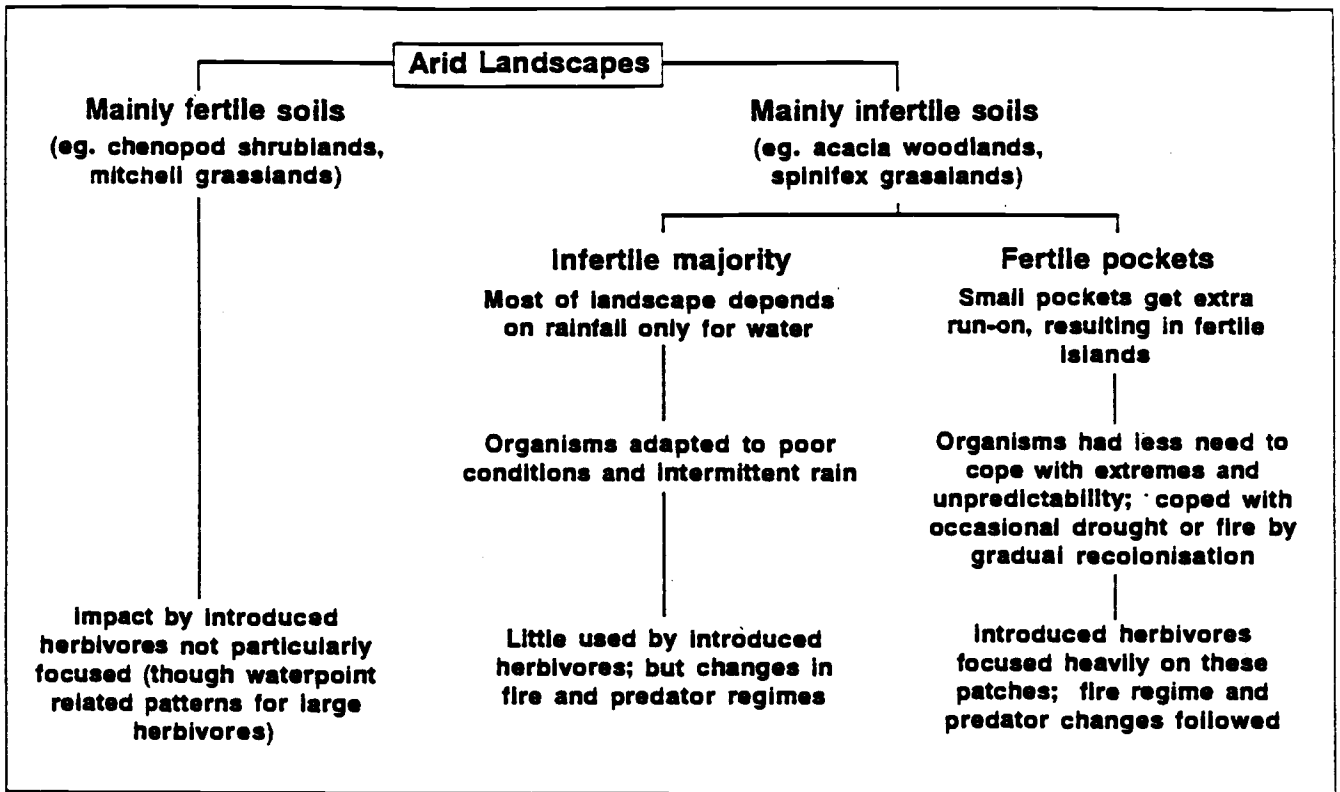 Arid Landscapes
Mainly fertile soils
(eg. chenopod shrublands,
mitchell grasslands)
Mainly infertile soils
(eg. acacia woodlands,
spinifex grasslands)
Infertile majority
Most of landscape depends
on rainfall only for water
Organisms adapted to poor
conditions and intermittent rain
Little used by introduced
herbivores; but changes in
fire and predator regimes
Fertile pockets
Small pockets get extra
run-on, resulting in fertile
islands
Organisms had less need to
cope with extremes and
unpredictability; coped with
occasional drought or fire by
gradual recolonisation
Introduced herbivores
focused heavily on these
patches; fire regime and
predator changes followed
Impact by introduced
herbivores not particularly
focused (though waterpoint
related patterns for large
herbivores)